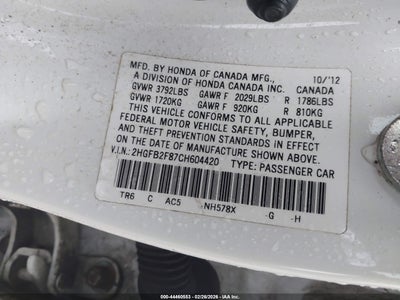 MFD. BY HONDA OF CANADA MFG., 10/'12
A DIVISION OF HONDA CANADA INC. CANADA
GVWR 3792LBS GAWR F 2029LBS R 1786LBS
GVWR 1720KG GAWR F 920KG R 810KG
THIS VEHICLE CONFORMS TO ALL APPLICABLE
FEDERAL MOTOR VEHICLE SAFETY, BUMPER,
AND THEFT PREVENTION STANDARDS IN EFFECT
ON THE DATE OF MANUFACTURE SHOWN ABOVE.
V.I.N.: 2HGFB2F87CH604420 TYPE: PASSENGER CAR
TR6 C AC5 NH578X -G -H
000-44460553 02/26/2026 - IAA Inc.